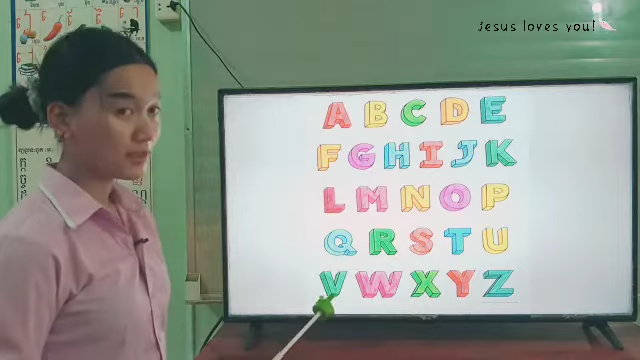 Jesus loves you!
A B C D E
F G H I J K
L M N O P
Q R S T U
V W X Y Z